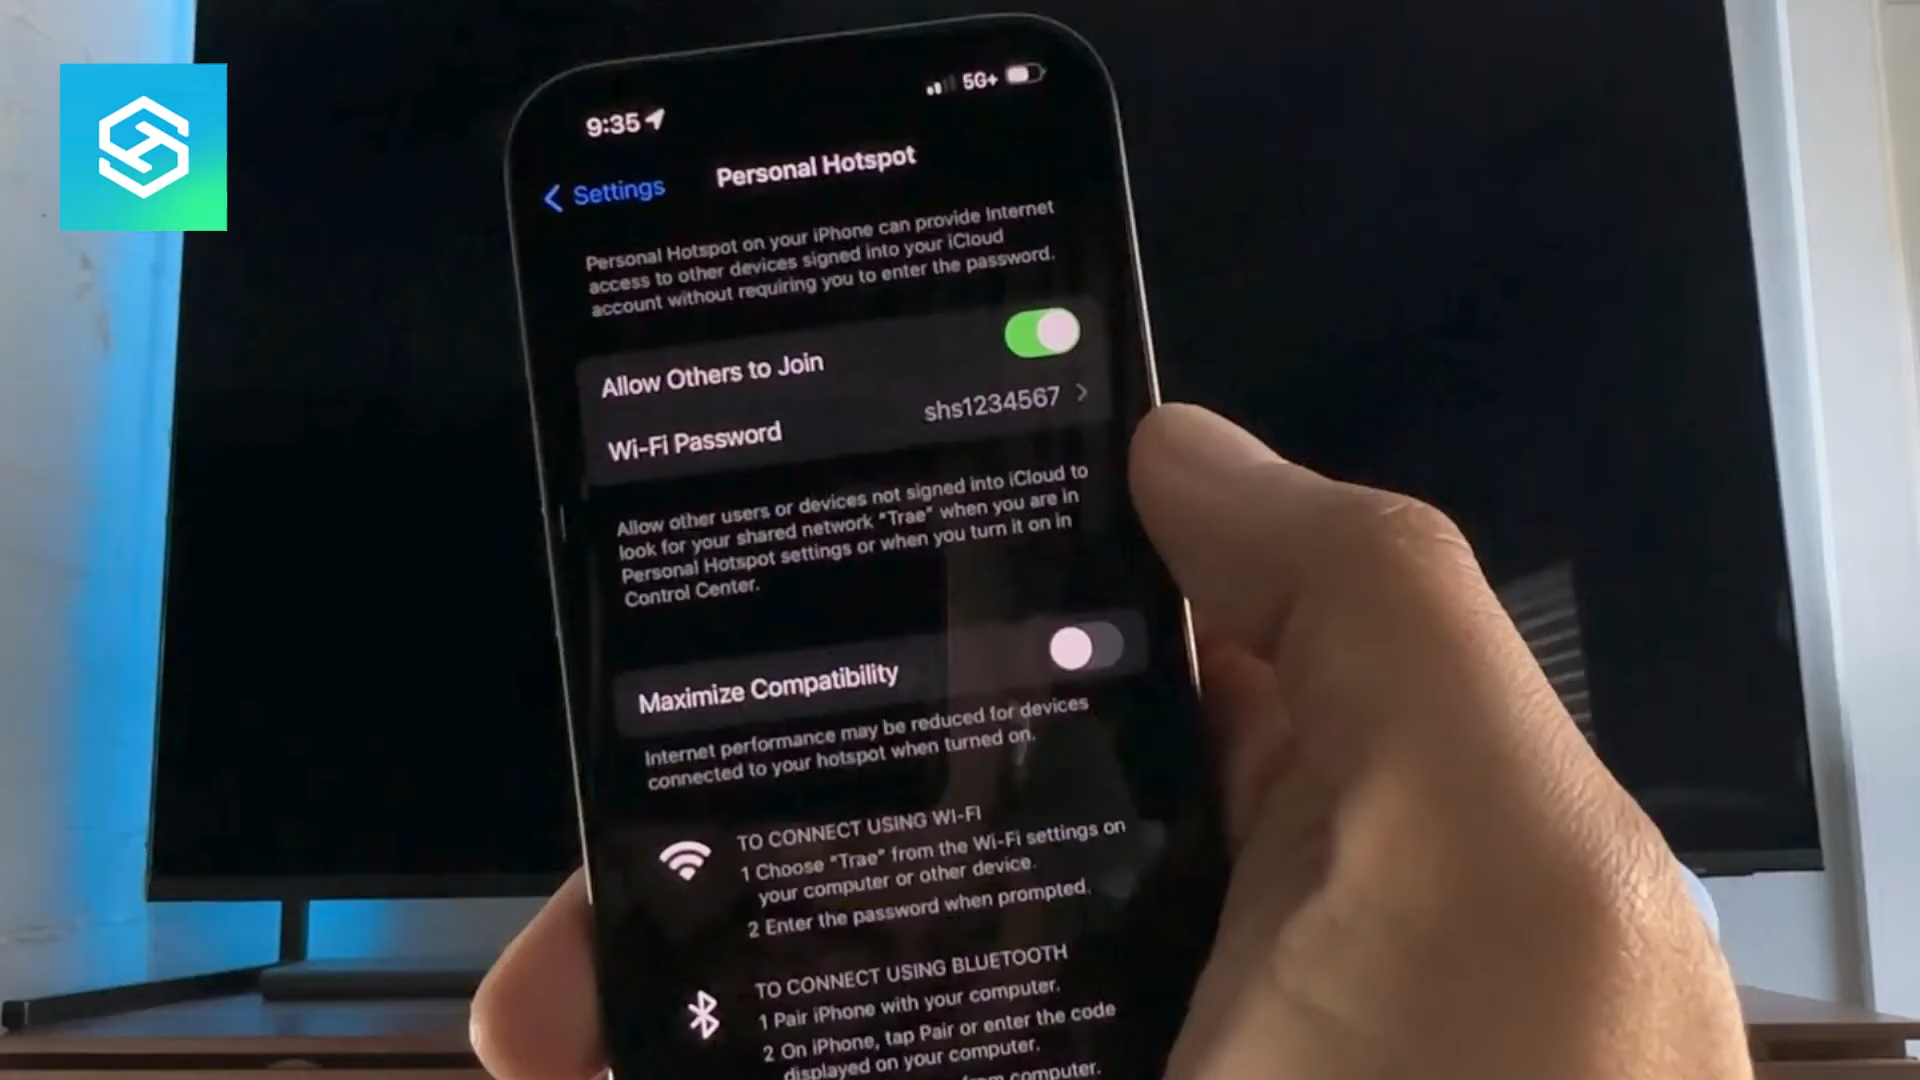 9:35
5G+
Settings
Personal Hotspot
Personal Hotspot on your iPhone can provide Internet
access to other devices signed into your iCloud
account without requiring you to enter the password.
Allow Others to Join
Wi-Fi Password shs1234567
Allow other users or devices not signed into iCloud to
look for your shared network "Trae" when you are in
Personal Hotspot settings or when you turn it on in
Control Center.
Maximize Compatibility
Internet performance may be reduced for devices
connected to your hotspot when turned on.
TO CONNECT USING WI-FI
1 Choose "Trae" from the Wi-Fi settings on
your computer or other device.
2 Enter the password when prompted.
TO CONNECT USING BLUETOOTH
1 Pair iPhone with your computer.
2 On iPhone, tap Pair or enter the code
displayed on your computer.
computer.